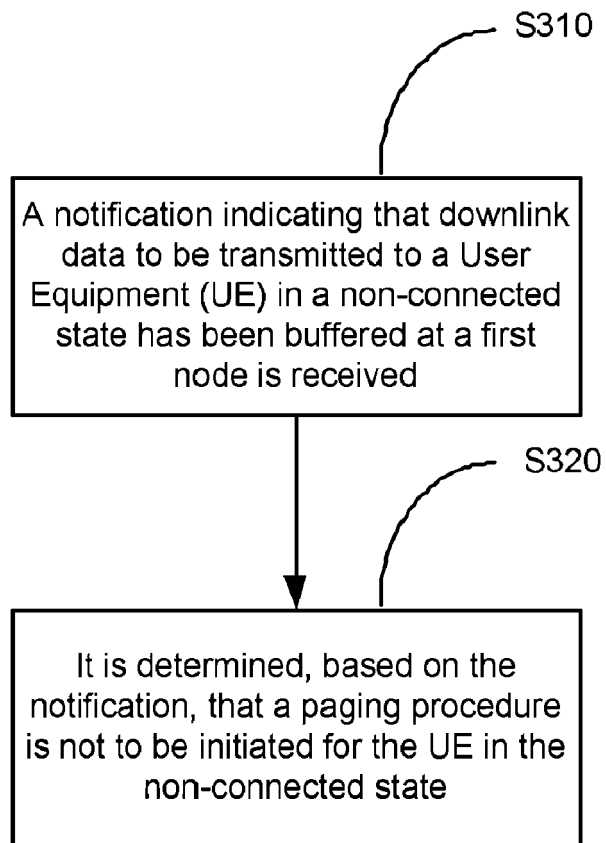 S310
A notification indicating that downlink
data to be transmitted to a User
Equipment (UE) in a non-connected
state has been buffered at a first
node is received
S320
It is determined, based on the
notification, that a paging procedure
is not to be initiated for the UE in the
non-connected state